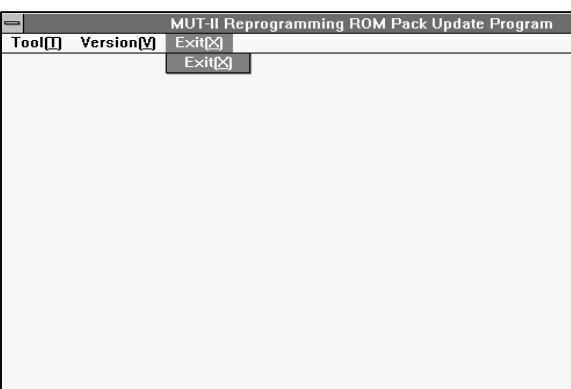 MUT-II Reprogramming ROM Pack Update Program
Tool(T) Version(V) Exit(X)
Exit(X)